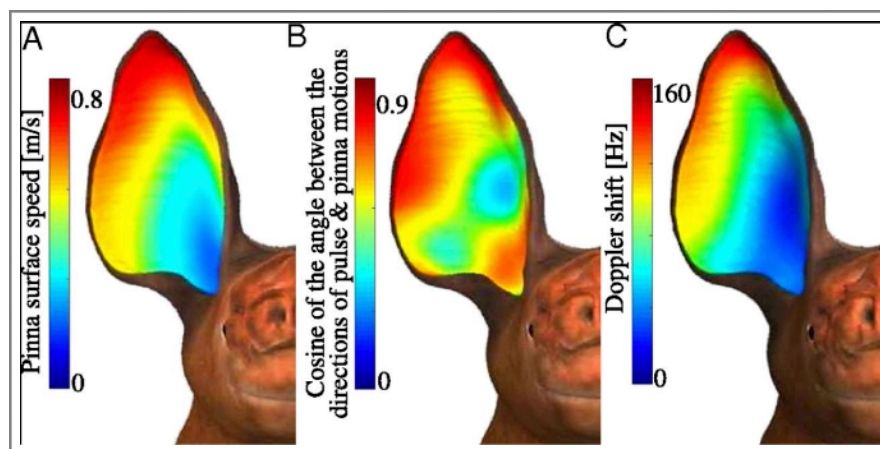 A
0.8
0
Pinna surface speed [m/s]
B
0.9
0
Cosine of the angle between the
directions of pulse & pinna motions
C
160
0
Doppler shift [Hz]